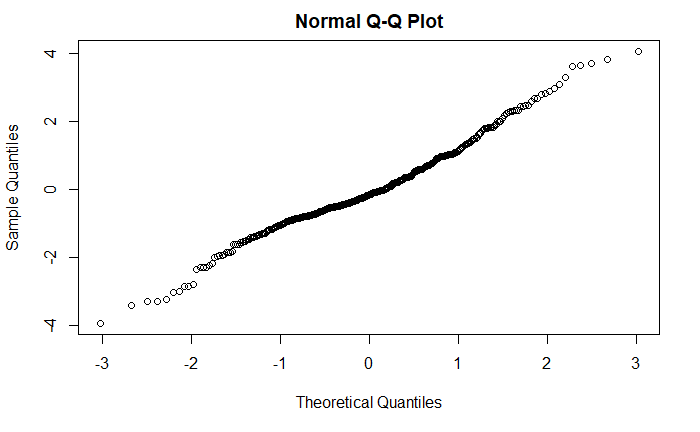 Normal Q-Q Plot
4
2
0
-2
-4
Sample Quantiles
-3 -2 -1 0 1 2 3
Theoretical Quantiles